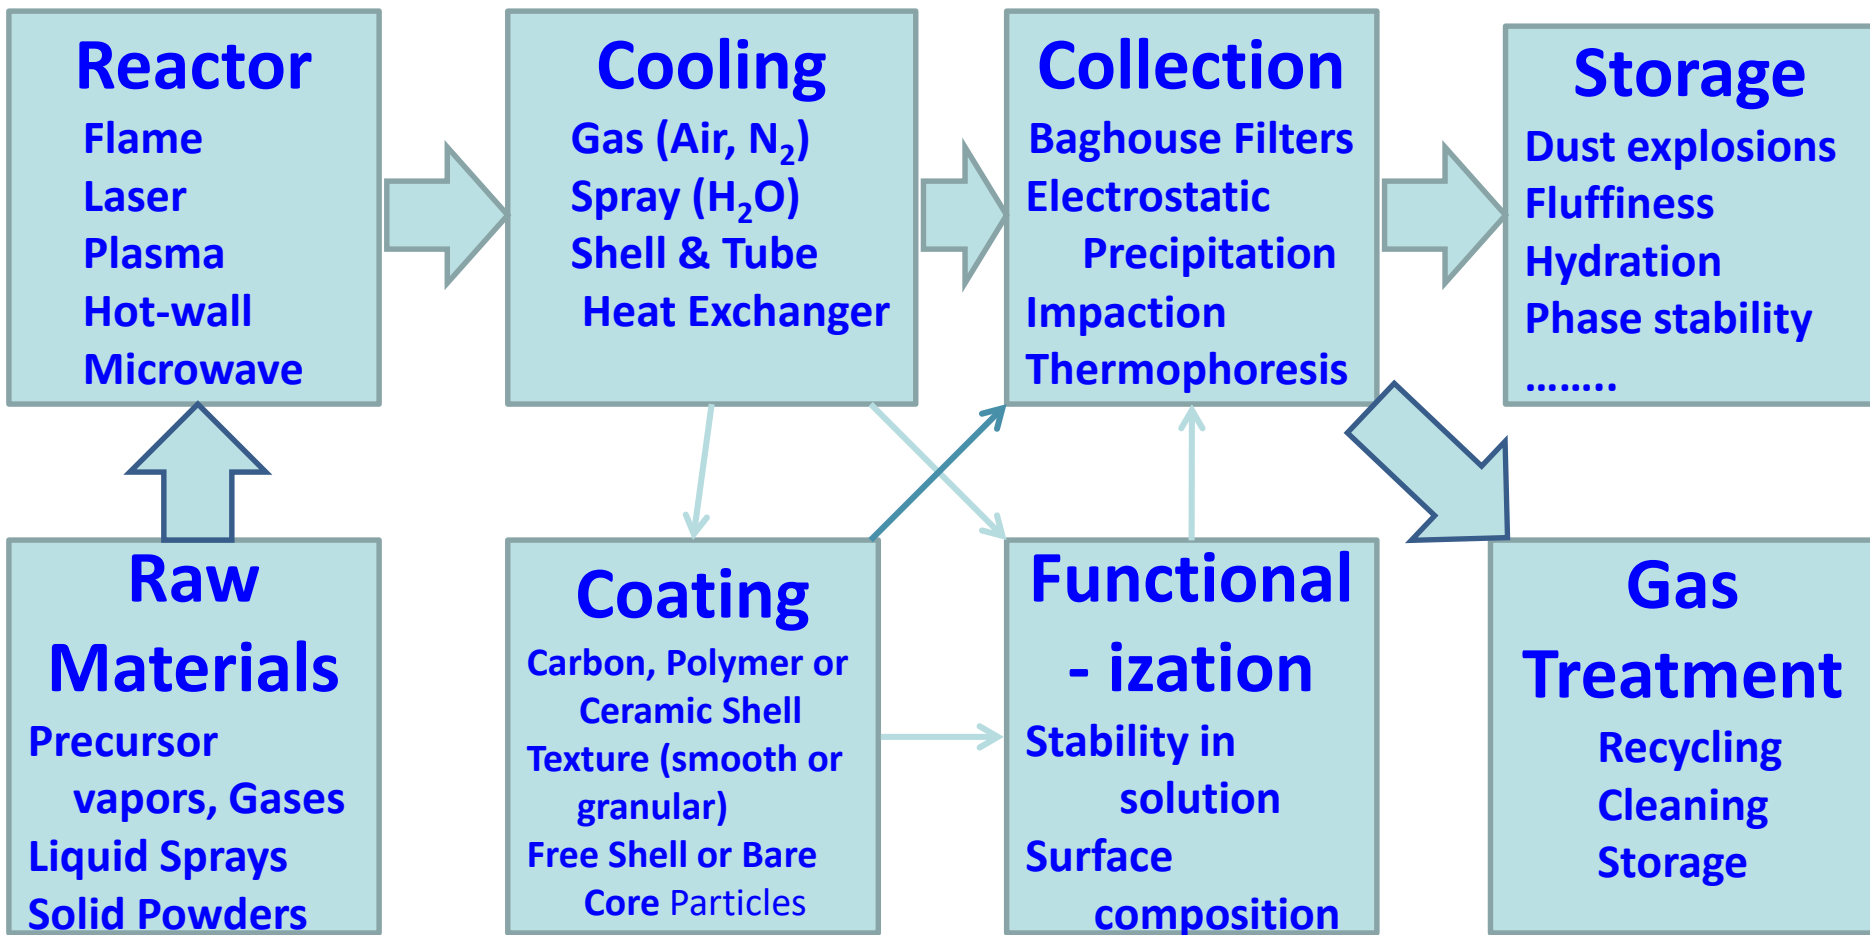 Reactor
Flame
Laser
Plasma
Hot-wall
Microwave
Cooling
Gas (Air, N₂)
Spray (H₂O)
Shell & Tube
Heat Exchanger
Collection
Baghouse Filters
Electrostatic
Precipitation
Impaction
Thermophoresis
Storage
Dust explosions
Fluffiness
Hydration
Phase stability
……..
Raw
Materials
Precursor
vapors, Gases
Liquid Sprays
Solid Powders
Coating
Carbon, Polymer or
Ceramic Shell
Texture (smooth or
granular)
Free Shell or Bare
Core Particles
Functional
- ization
Stability in
solution
Surface
composition
Gas
Treatment
Recycling
Cleaning
Storage